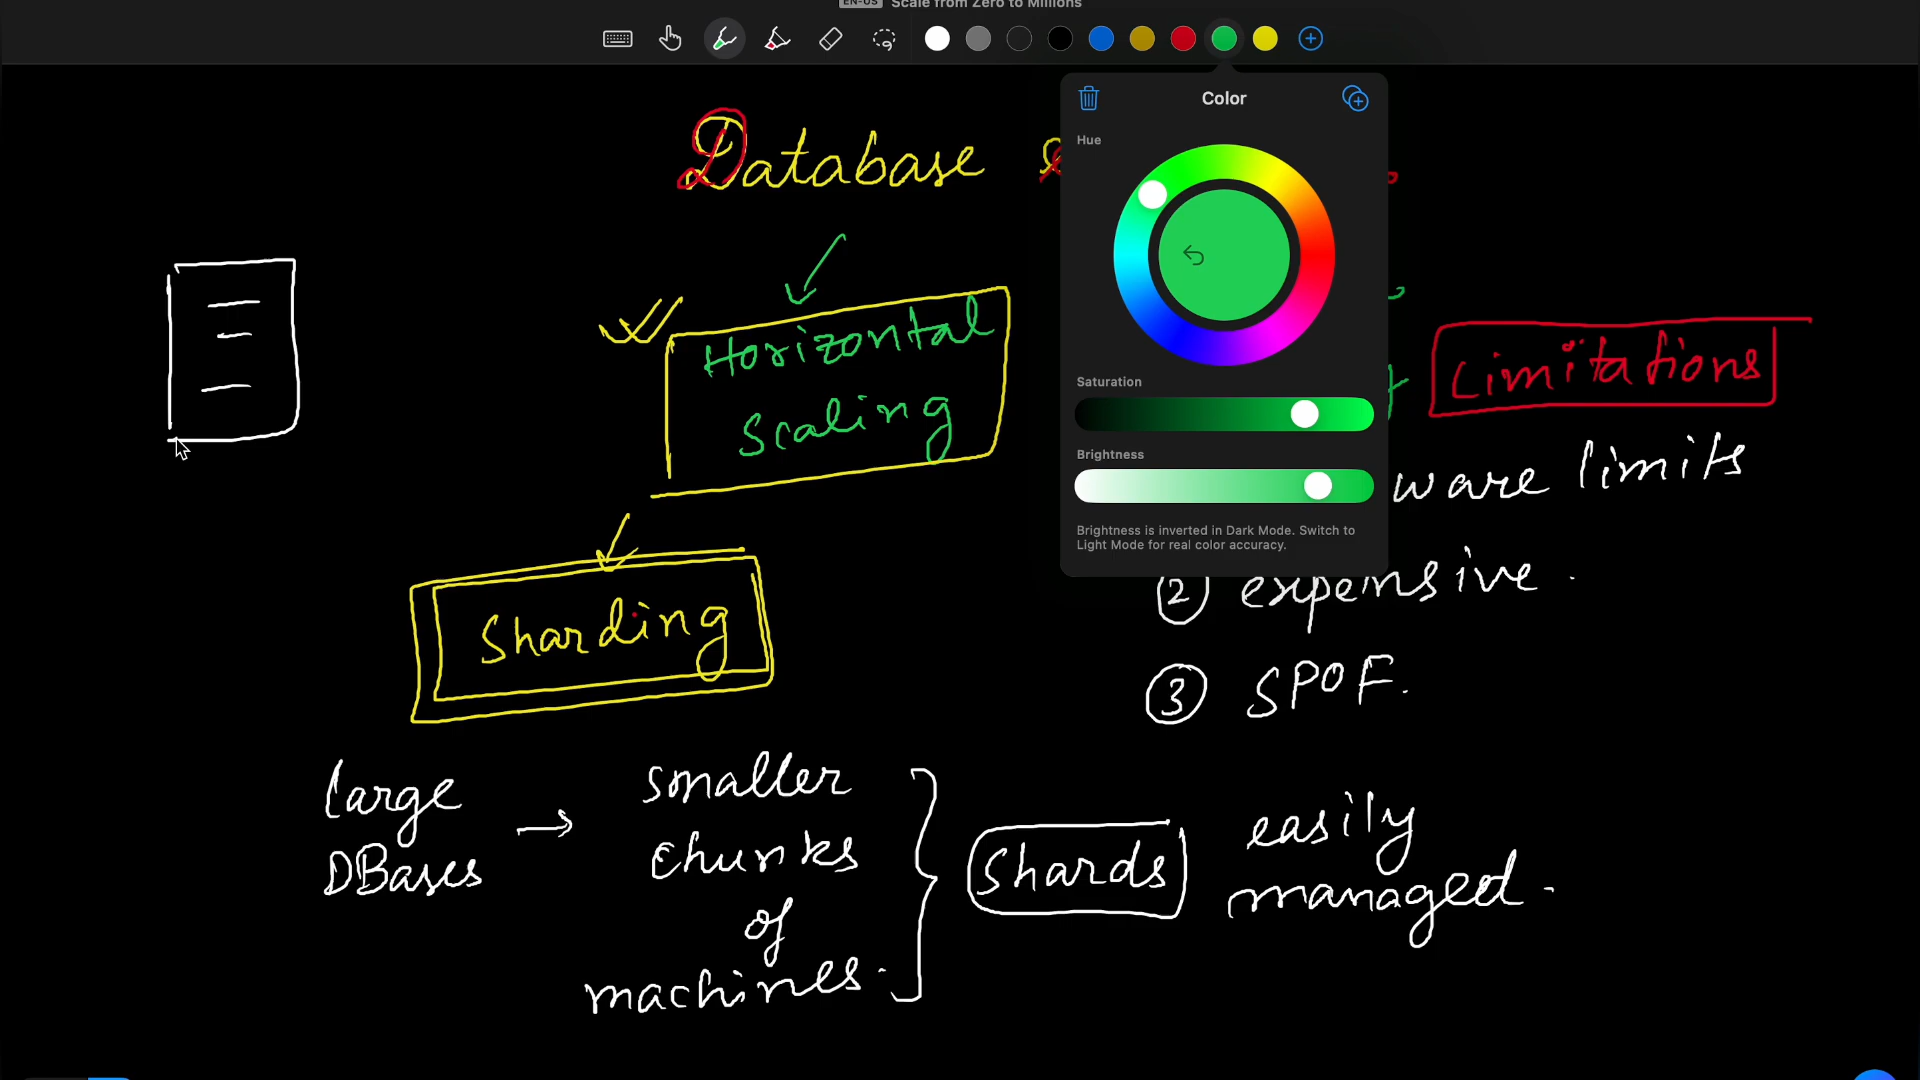 EN-US Scale from Zero to Millions
Color
Hue
Saturation
Brightness
Brightness is inverted in Dark Mode. Switch to
Light Mode for real color accuracy.
Database
Horizontal
Scaling
Sharding
Limitations
ware limits
② expensive.
③ SPOF.
large
DBases
→
smaller
chunks
of
machines.
Shards
easily
managed.